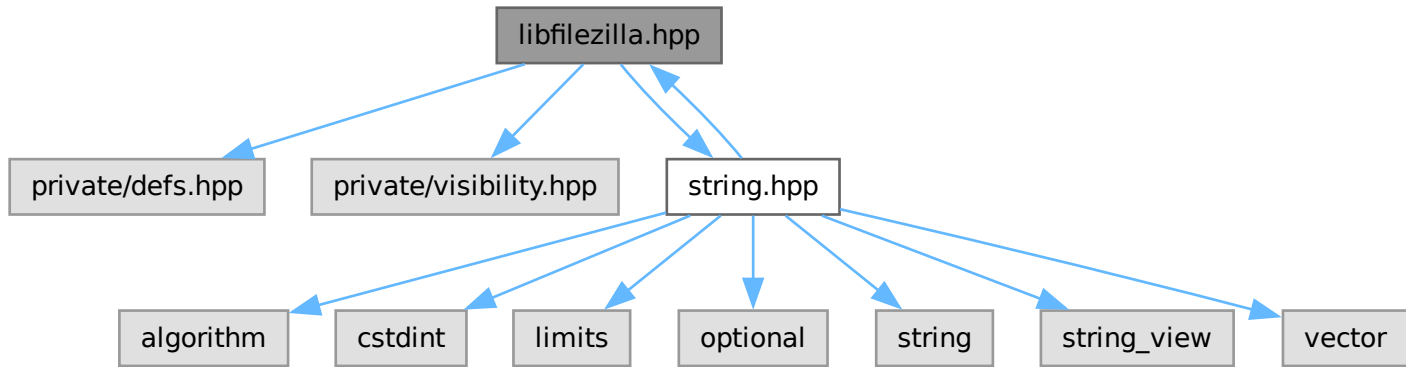 libfilezilla.hpp
private/defs.hpp
private/visibility.hpp
string.hpp
algorithm
cstdint
limits
optional
string
string_view
vector